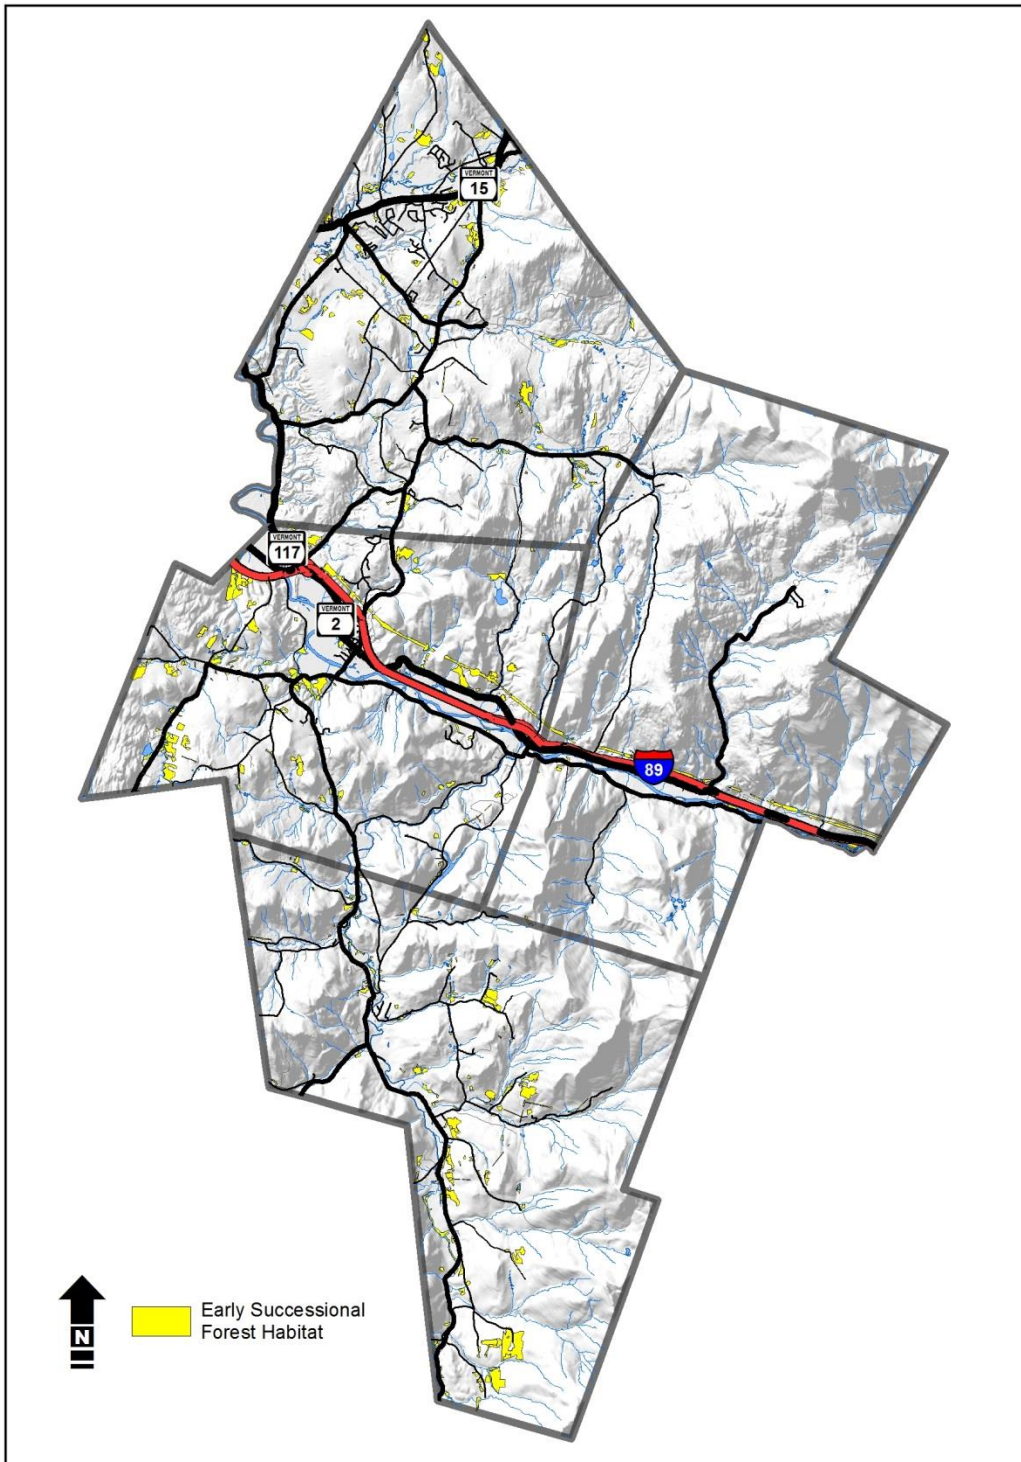 VERMONT
15
VERMONT
117
VERMONT
2
89
N
Early Successional
Forest Habitat